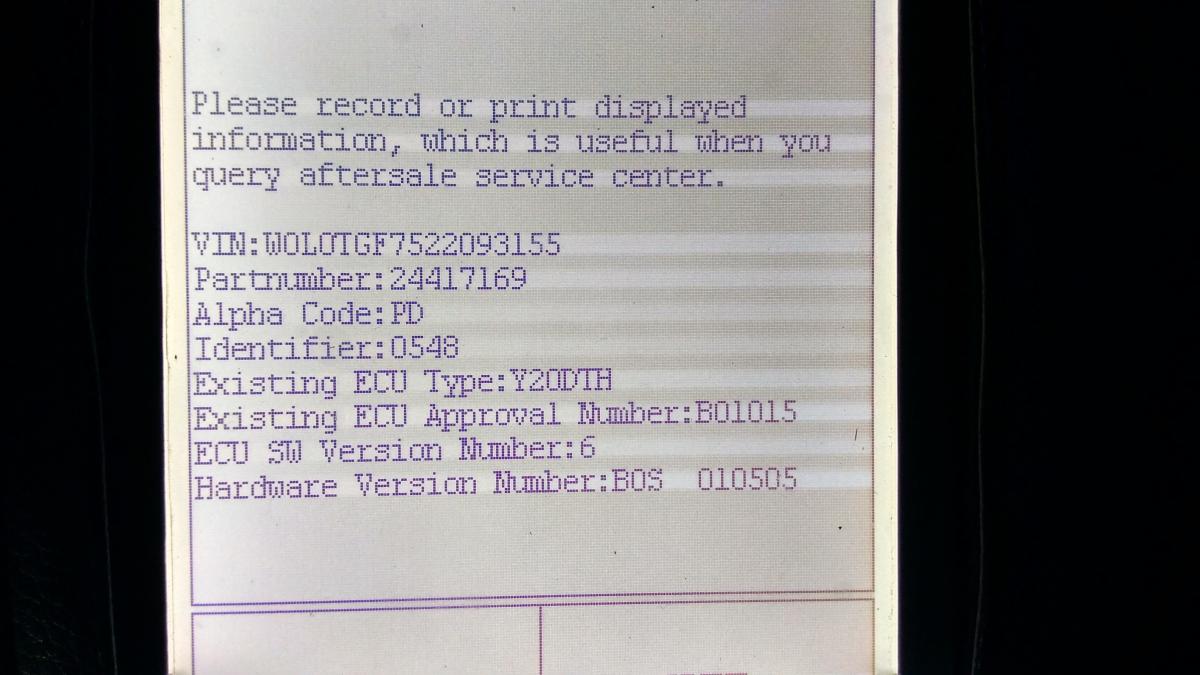 Please record or print displayed
information, which is useful when you
query aftersale service center.
VIN:W0L0TGF7522093155
Partnumber:24417169
Alpha Code:PD
Identifier:0548
Existing ECU Type:Y20DTH
Existing ECU Approval Number:B01015
ECU SW Version Number:6
Hardware Version Number:BOS  010505